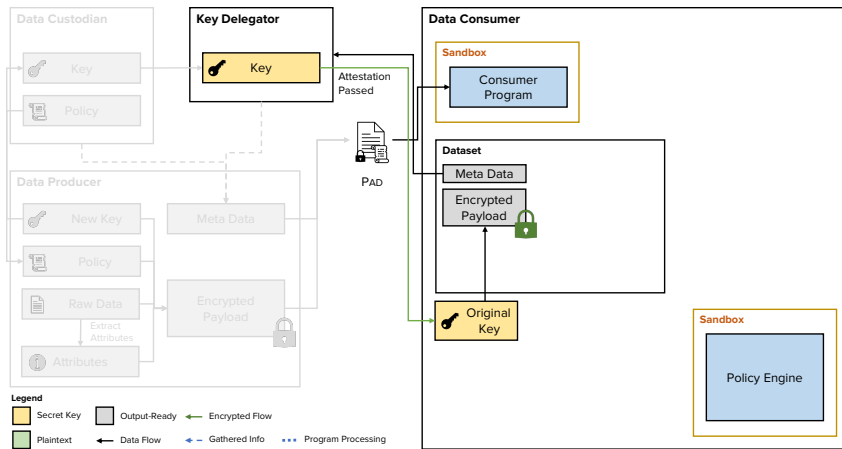 Data Custodian
Key
Policy
Key Delegator
Key
Attestation
Passed
PAD
Data Producer
New Key
Policy
Raw Data
Extract
Attributes
Attributes
Meta Data
Encrypted
Payload
Data Consumer
Sandbox
Consumer
Program
Dataset
Meta Data
Encrypted
Payload
Original
Key
Sandbox
Policy Engine
Legend
Secret Key
Output-Ready
Encrypted Flow
Plaintext
Data Flow
Gathered Info
Program Processing